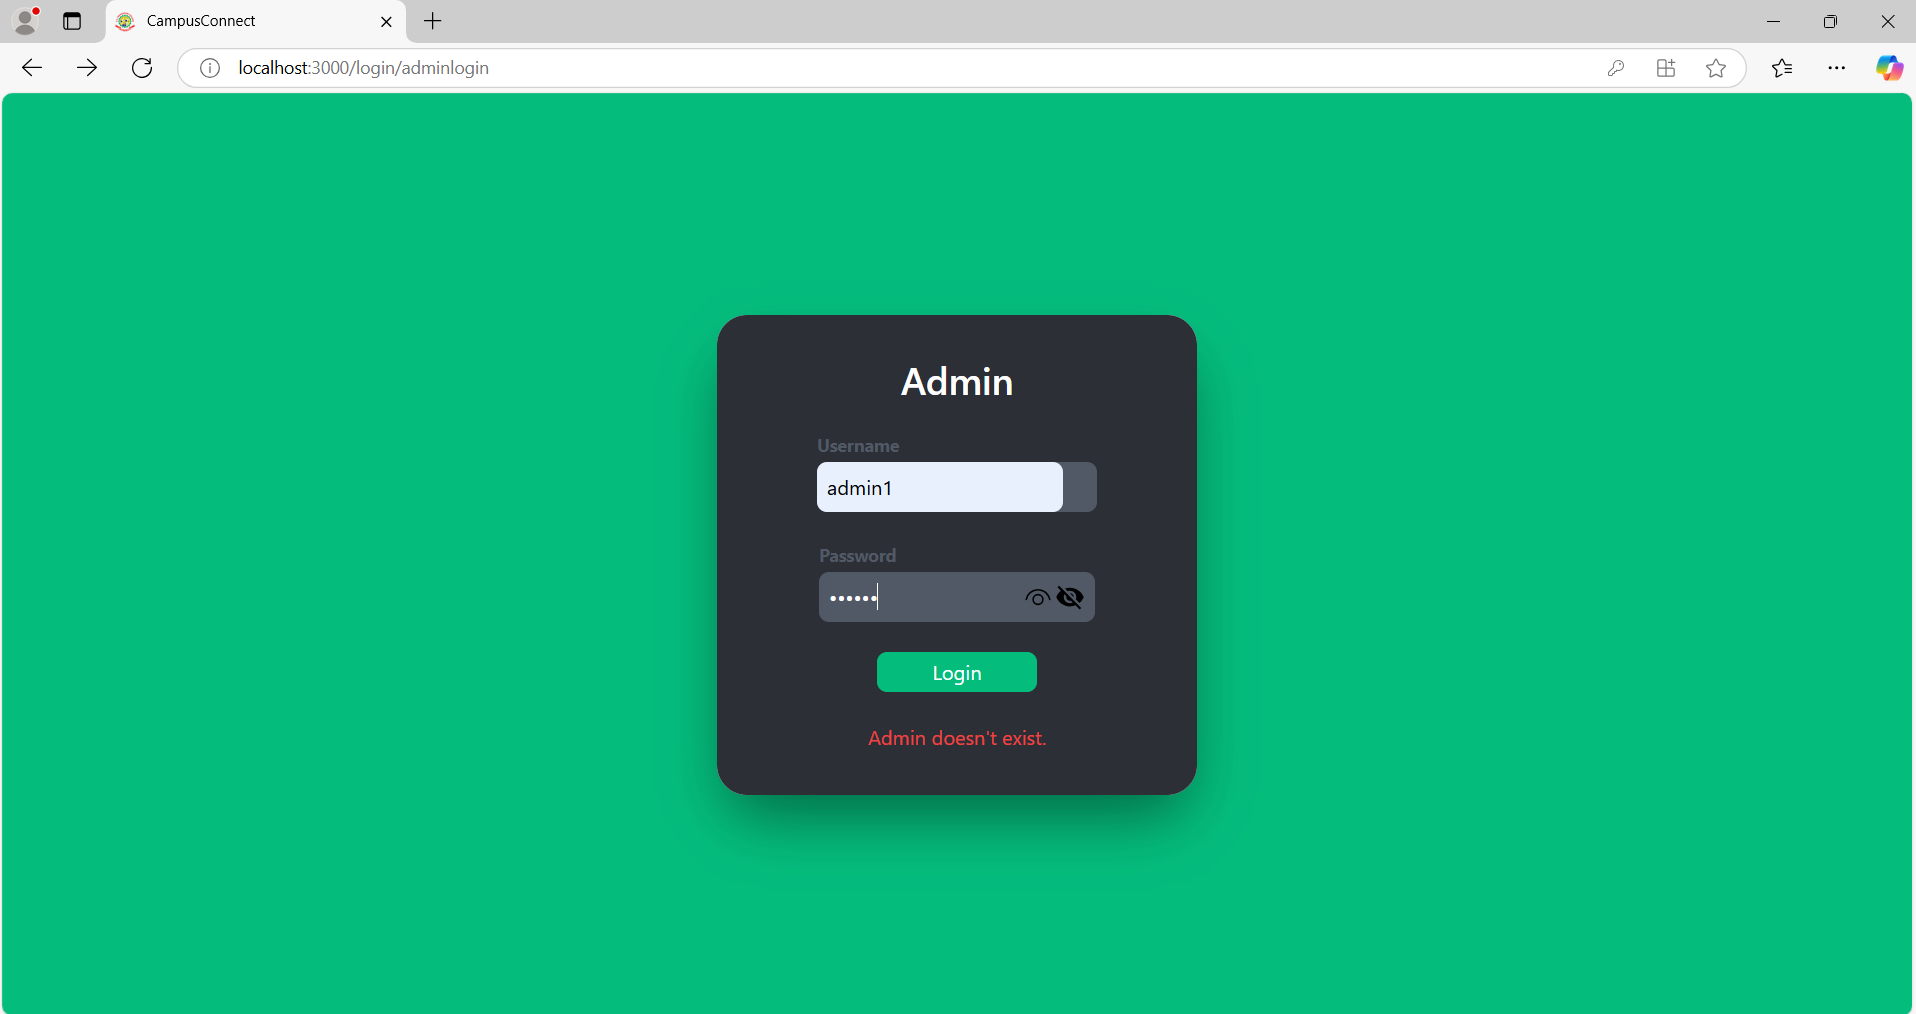 CampusConnect
localhost:3000/login/adminlogin
Admin
Username
admin1
Password
••••••
Login
Admin doesn't exist.